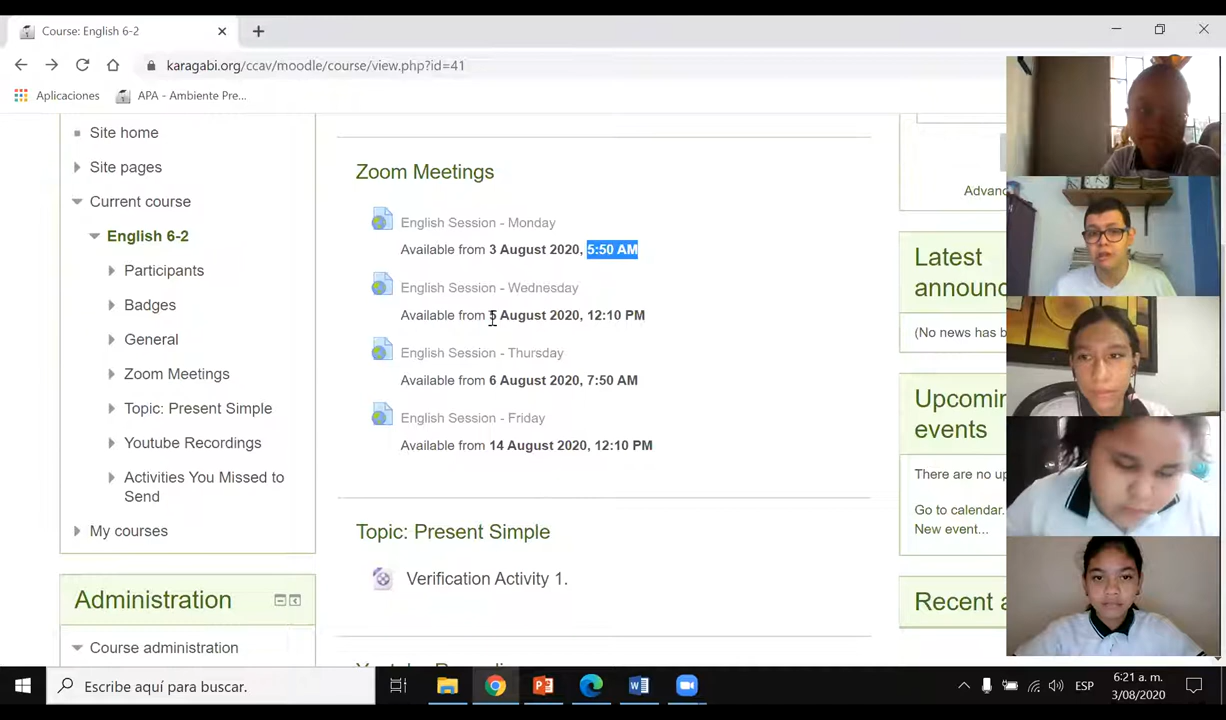 Course: English 6-2
karagabi.org/ccav/moodle/course/view.php?id=41
Aplicaciones
APA - Ambiente Pre...
Site home
Site pages
Current course
English 6-2
Participants
Badges
General
Zoom Meetings
Topic: Present Simple
Youtube Recordings
Activities You Missed to
Send
My courses
Administration
Course administration
Zoom Meetings
English Session - Monday
Available from 3 August 2020, 5:50 AM
English Session - Wednesday
Available from 5 August 2020, 12:10 PM
English Session - Thursday
Available from 6 August 2020, 7:50 AM
English Session - Friday
Available from 14 August 2020, 12:10 PM
Topic: Present Simple
Verification Activity 1.
Advanc
Latest
announc
(No news has b
Upcomin
events
There are no up
Go to calendar.
New event...
Recent a
Escribe aquí para buscar.
ESP
6:21 a. m.
3/08/2020